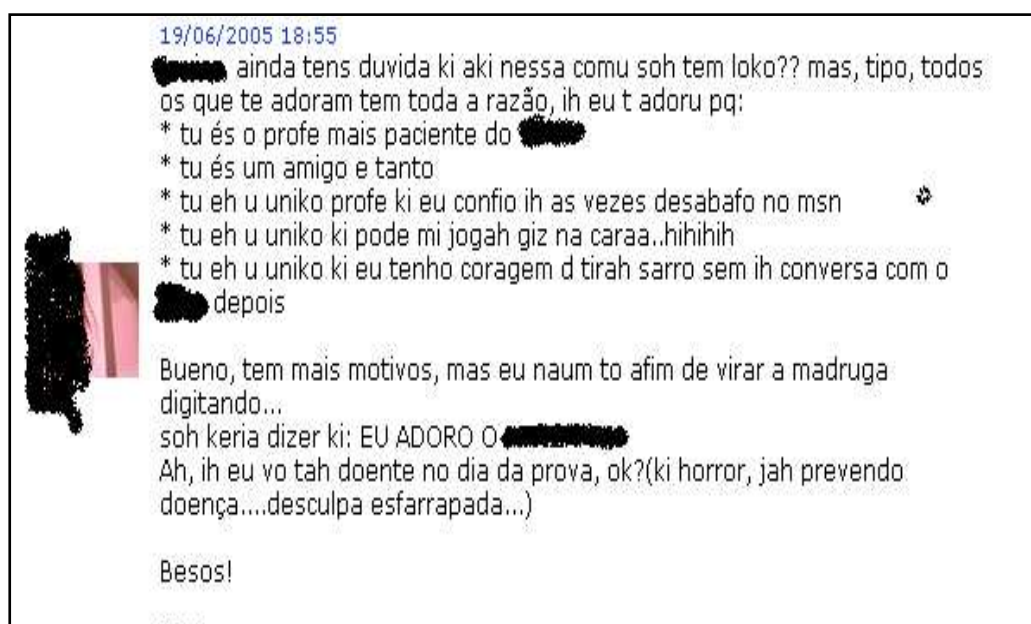 19/06/2005 18:55
ainda tens duvida ki aki nessa comu soh tem loko?? mas, tipo, todos
os que te adoram tem toda a razão, ih eu t adoru pq:
* tu és o profe mais paciente do
* tu és um amigo e tanto
* tu eh u uniko profe ki eu confio ih as vezes desabafo no msn
* tu eh u uniko ki pode mi jogah giz na caraa..hihihih
* tu eh u uniko ki eu tenho coragem d tirah sarro sem ih conversa com o
depois
Bueno, tem mais motivos, mas eu naum to afim de virar a madruga
digitando...
soh keria dizer ki: EU ADORO O
Ah, ih eu vo tah doente no dia da prova, ok?(ki horror, jah prevendo
doença....desculpa esfarrapada...)
Besos!